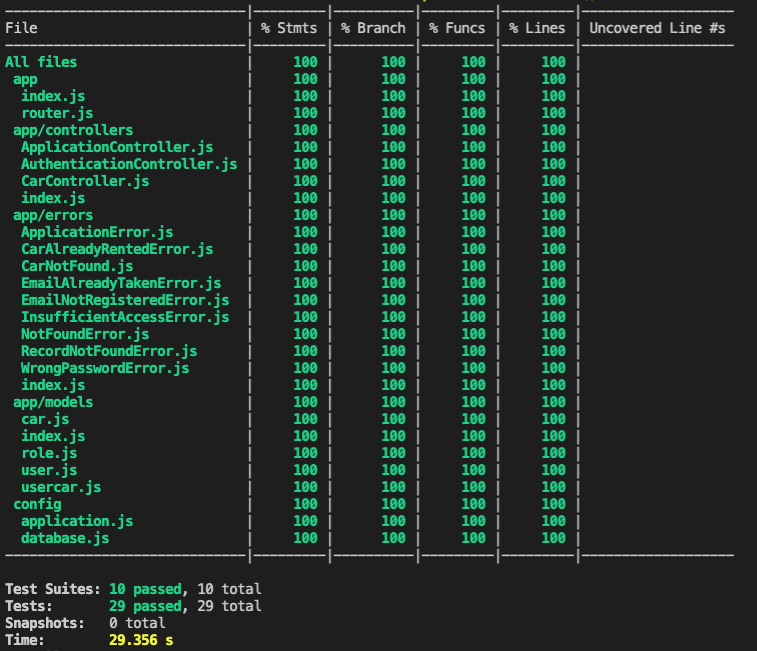 File | % Stmts | % Branch | % Funcs | % Lines | Uncovered Line #s
All files | 100 | 100 | 100 | 100 |
app | 100 | 100 | 100 | 100 |
index.js | 100 | 100 | 100 | 100 |
router.js | 100 | 100 | 100 | 100 |
app/controllers | 100 | 100 | 100 | 100 |
ApplicationController.js | 100 | 100 | 100 | 100 |
AuthenticationController.js | 100 | 100 | 100 | 100 |
CarController.js | 100 | 100 | 100 | 100 |
index.js | 100 | 100 | 100 | 100 |
app/errors | 100 | 100 | 100 | 100 |
ApplicationError.js | 100 | 100 | 100 | 100 |
CarAlreadyRentedError.js | 100 | 100 | 100 | 100 |
CarNotFound.js | 100 | 100 | 100 | 100 |
EmailAlreadyTakenError.js | 100 | 100 | 100 | 100 |
EmailNotRegisteredError.js | 100 | 100 | 100 | 100 |
InsufficientAccessError.js | 100 | 100 | 100 | 100 |
NotFoundError.js | 100 | 100 | 100 | 100 |
RecordNotFoundError.js | 100 | 100 | 100 | 100 |
WrongPasswordError.js | 100 | 100 | 100 | 100 |
index.js | 100 | 100 | 100 | 100 |
app/models | 100 | 100 | 100 | 100 |
car.js | 100 | 100 | 100 | 100 |
index.js | 100 | 100 | 100 | 100 |
role.js | 100 | 100 | 100 | 100 |
user.js | 100 | 100 | 100 | 100 |
usercar.js | 100 | 100 | 100 | 100 |
config | 100 | 100 | 100 | 100 |
application.js | 100 | 100 | 100 | 100 |
database.js | 100 | 100 | 100 | 100 |
Test Suites: 10 passed, 10 total
Tests: 29 passed, 29 total
Snapshots: 0 total
Time: 29.356 s